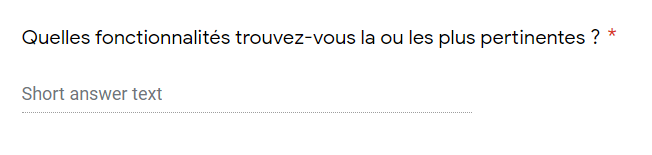 Quelles fonctionnalités trouvez-vous la ou les plus pertinentes ? *
Short answer text